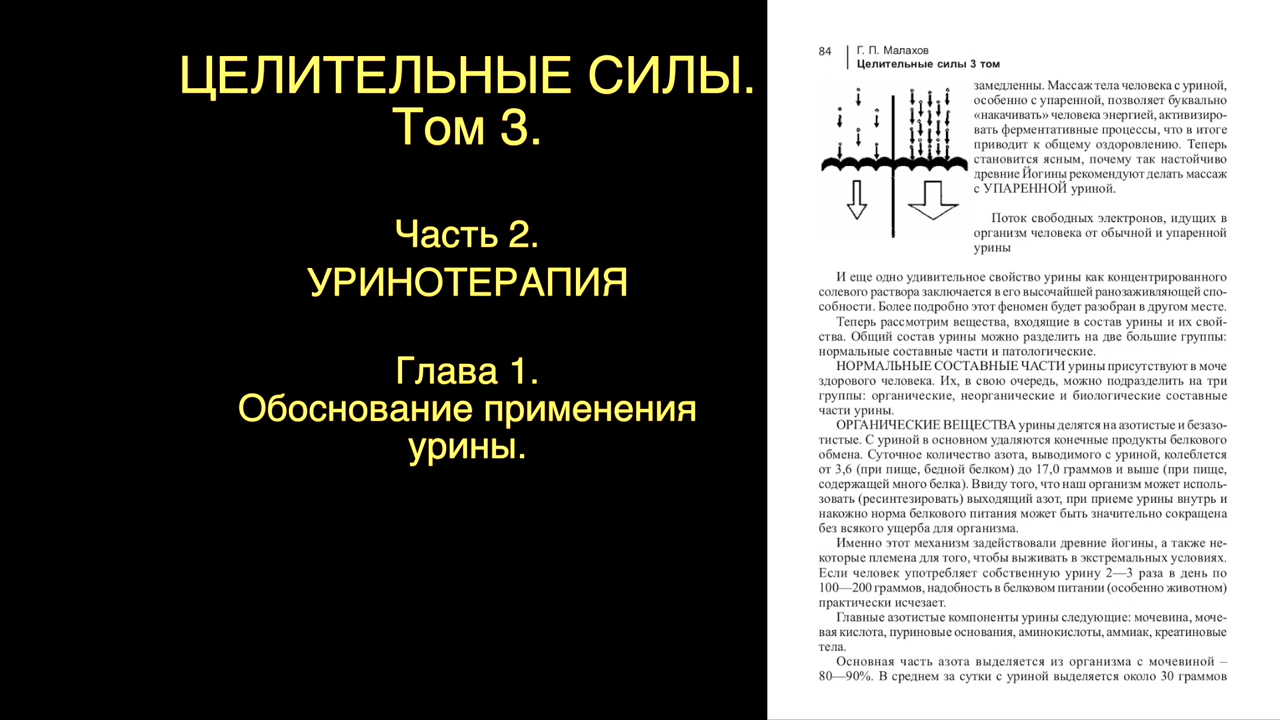 ЦЕЛИТЕЛЬНЫЕ СИЛЫ.
Том 3.
Часть 2.
УРИНОТЕРАПИЯ
Глава 1.
Обоснование применения
урины.
84
Г. П. Малахов
Целительные силы 3 том
замедленны. Массаж тела человека с уриной,
особенно с упаренной, позволяет буквально
«накачивать» человека энергией, активизиро-
вать ферментативные процессы, что в итоге
приводит к общему оздоровлению. Теперь
становится ясным, почему так настойчиво
древние Йогины рекомендуют делать массаж
с УПАРЕННОЙ уриной.
Поток свободных электронов, идущих в
организм человека от обычной и упаренной
урины
И еще одно удивительное свойство урины как концентрированного
солевого раствора заключается в его высочайшей ранозаживляющей спо-
собности. Более подробно этот феномен будет разобран в другом месте.
Теперь рассмотрим вещества, входящие в состав урины и их свой-
ства. Общий состав урины можно разделить на две большие группы:
нормальные составные части и патологические.
НОРМАЛЬНЫЕ СОСТАВНЫЕ ЧАСТИ урины присутствуют в моче
здорового человека. Их, в свою очередь, можно подразделить на три
группы: органические, неорганические и биологические составные
части урины.
ОРГАНИЧЕСКИЕ ВЕЩЕСТВА урины делятся на азотистые и безазо-
тистые. С уриной в основном удаляются конечные продукты белкового
обмена. Суточное количество азота, выводимого с уриной, колеблется
от 3,6 (при пище, бедной белком) до 17,0 граммов и выше (при пище,
содержащей много белка). Ввиду того, что наш организм может исполь-
зовать (ресинтезировать) выходящий азот, при приеме урины внутрь и
накожно норма белкового питания может быть значительно сокращена
без всякого ущерба для организма.
Именно этот механизм задействовали древние йогины, а также не-
которые племена для того, чтобы выживать в экстремальных условиях.
Если человек употребляет собственную урину 2—3 раза в день по
100—200 граммов, надобность в белковом питании (особенно животном)
практически исчезает.
Главные азотистые компоненты урины следующие: мочевина, моче-
вая кислота, пуриновые основания, аминокислоты, аммиак, креатиновые
тела.
Основная часть азота выделяется из организма с мочевиной –
80—90%. В среднем за сутки с уриной выделяется около 30 граммов